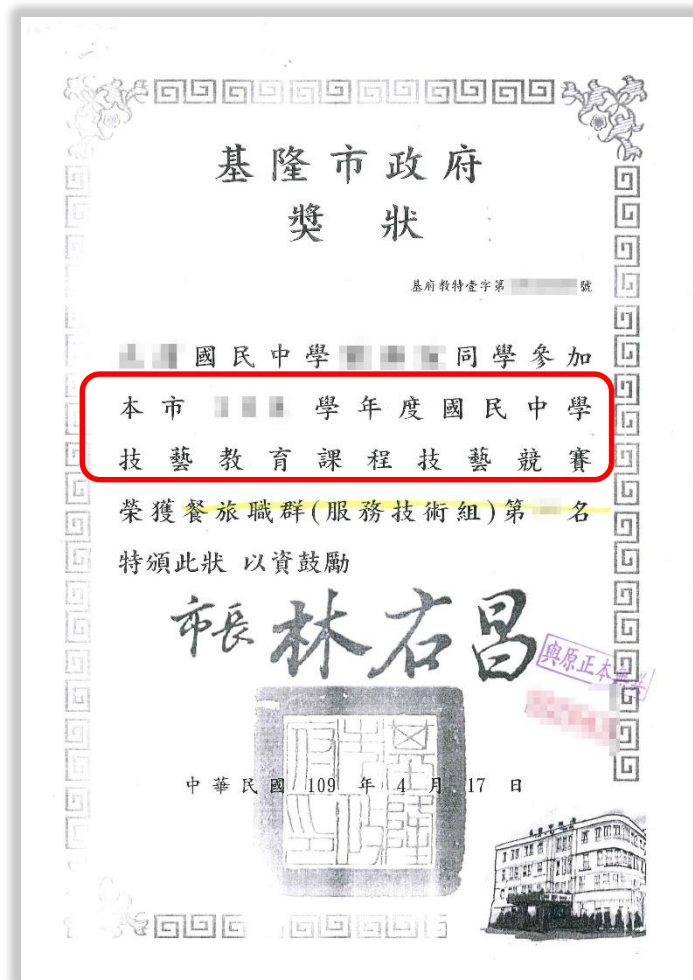 基隆市政府
獎狀
基府教特壹字第 號
國民中學 同學參加
本市 學年度國民中學
技藝教育課程技藝競賽
榮獲餐旅職群(服務技術組)第 名
特頒此狀 以資鼓勵
市長 林右昌
與原正本無
中華民國 109 年 4 月 17 日